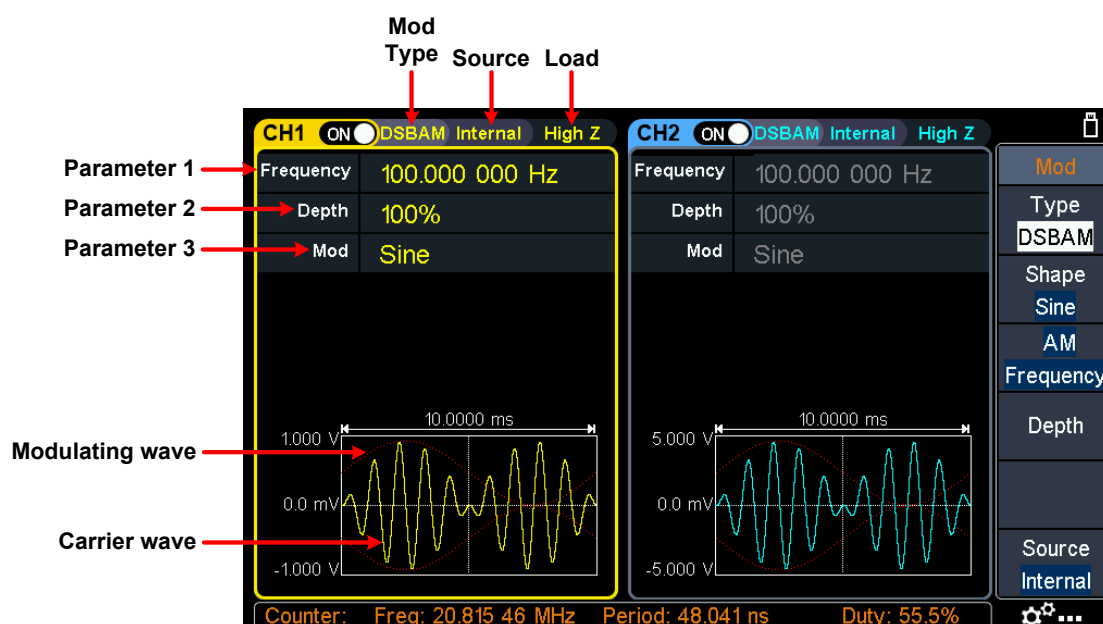 Mod
Type Source Load
CH1 ON DSBAM Internal High Z
CH2 ON DSBAM Internal High Z
Parameter 1
Frequency 100.000 000 Hz
Frequency 100.000 000 Hz
Mod
Parameter 2
Depth 100%
Depth 100%
Type
DSBAM
Parameter 3
Mod Sine
Mod Sine
Shape
Sine
AM
Frequency
Depth
10.0000 ms
10.0000 ms
Modulating wave
1.000 V
5.000 V
0.0 mV
0.0 mV
Carrier wave
-1.000 V
-5.000 V
Source
Internal
Counter: Freq: 20.815 46 MHz Period: 48.041 ns Duty: 55.5%